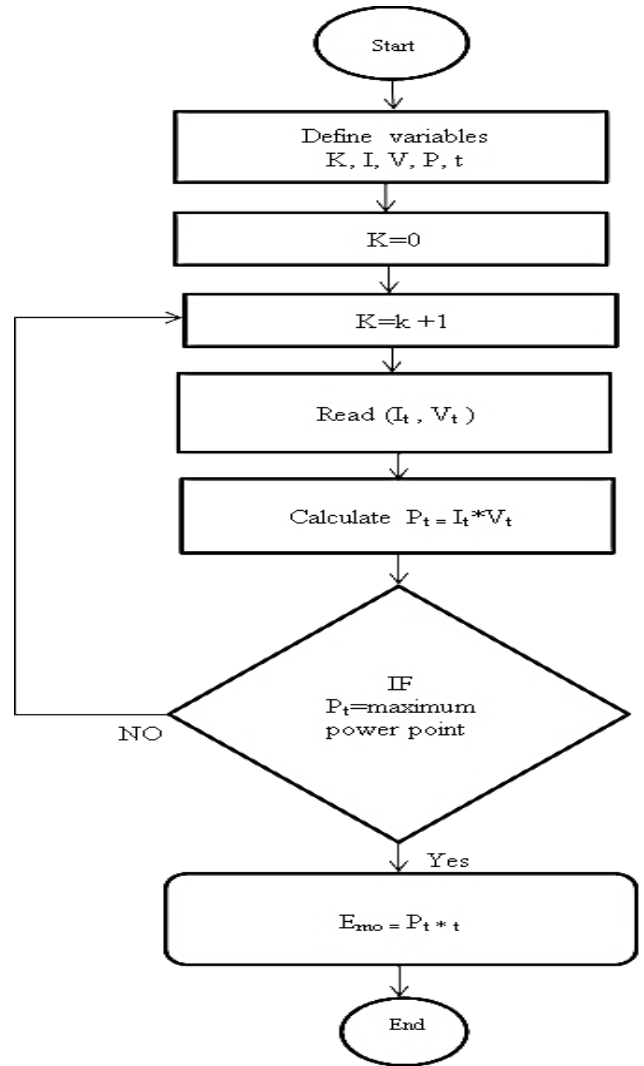 Start
Define variables
K, I, V, P, t
K=0
K=k +1
Read (Iₜ , Vₜ )
Calculate Pₜ = Iₜ*Vₜ
IF
Pₜ=maximum
power point
NO
Yes
Eₘₒ = Pₜ * t
End